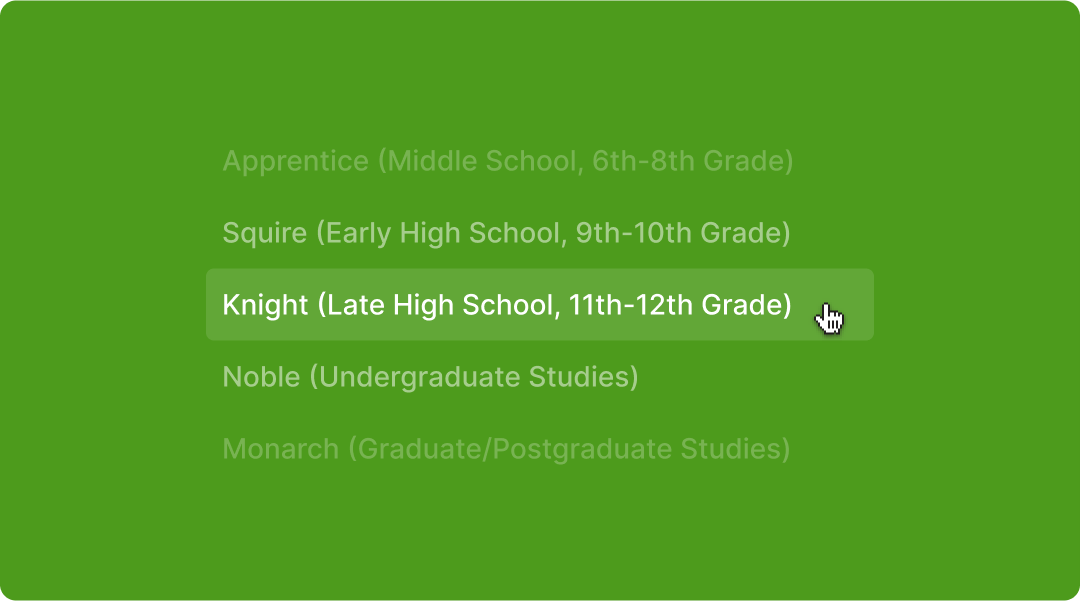 Apprentice (Middle School, 6th-8th Grade)
Squire (Early High School, 9th-10th Grade)
Knight (Late High School, 11th-12th Grade)
Noble (Undergraduate Studies)
Monarch (Graduate/Postgraduate Studies)